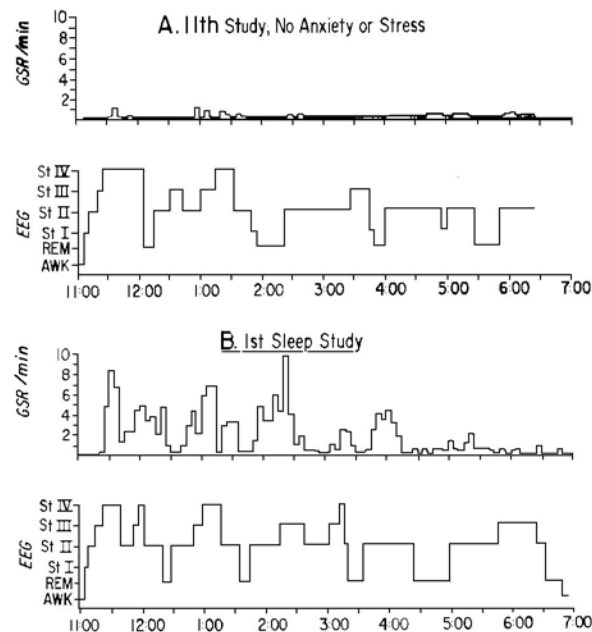 A. 11th Study, No Anxiety or Stress
GSR/min
10
8
6
4
2
EEG
St IV
St III
St II
St I
REM
AWK
11:00 12:00 1:00 2:00 3:00 4:00 5:00 6:00 7:00
B. 1st Sleep Study
GSR/min
10
8
6
4
2
EEG
St IV
St III
St II
St I
REM
AWK
11:00 12:00 1:00 2:00 3:00 4:00 5:00 6:00 7:00